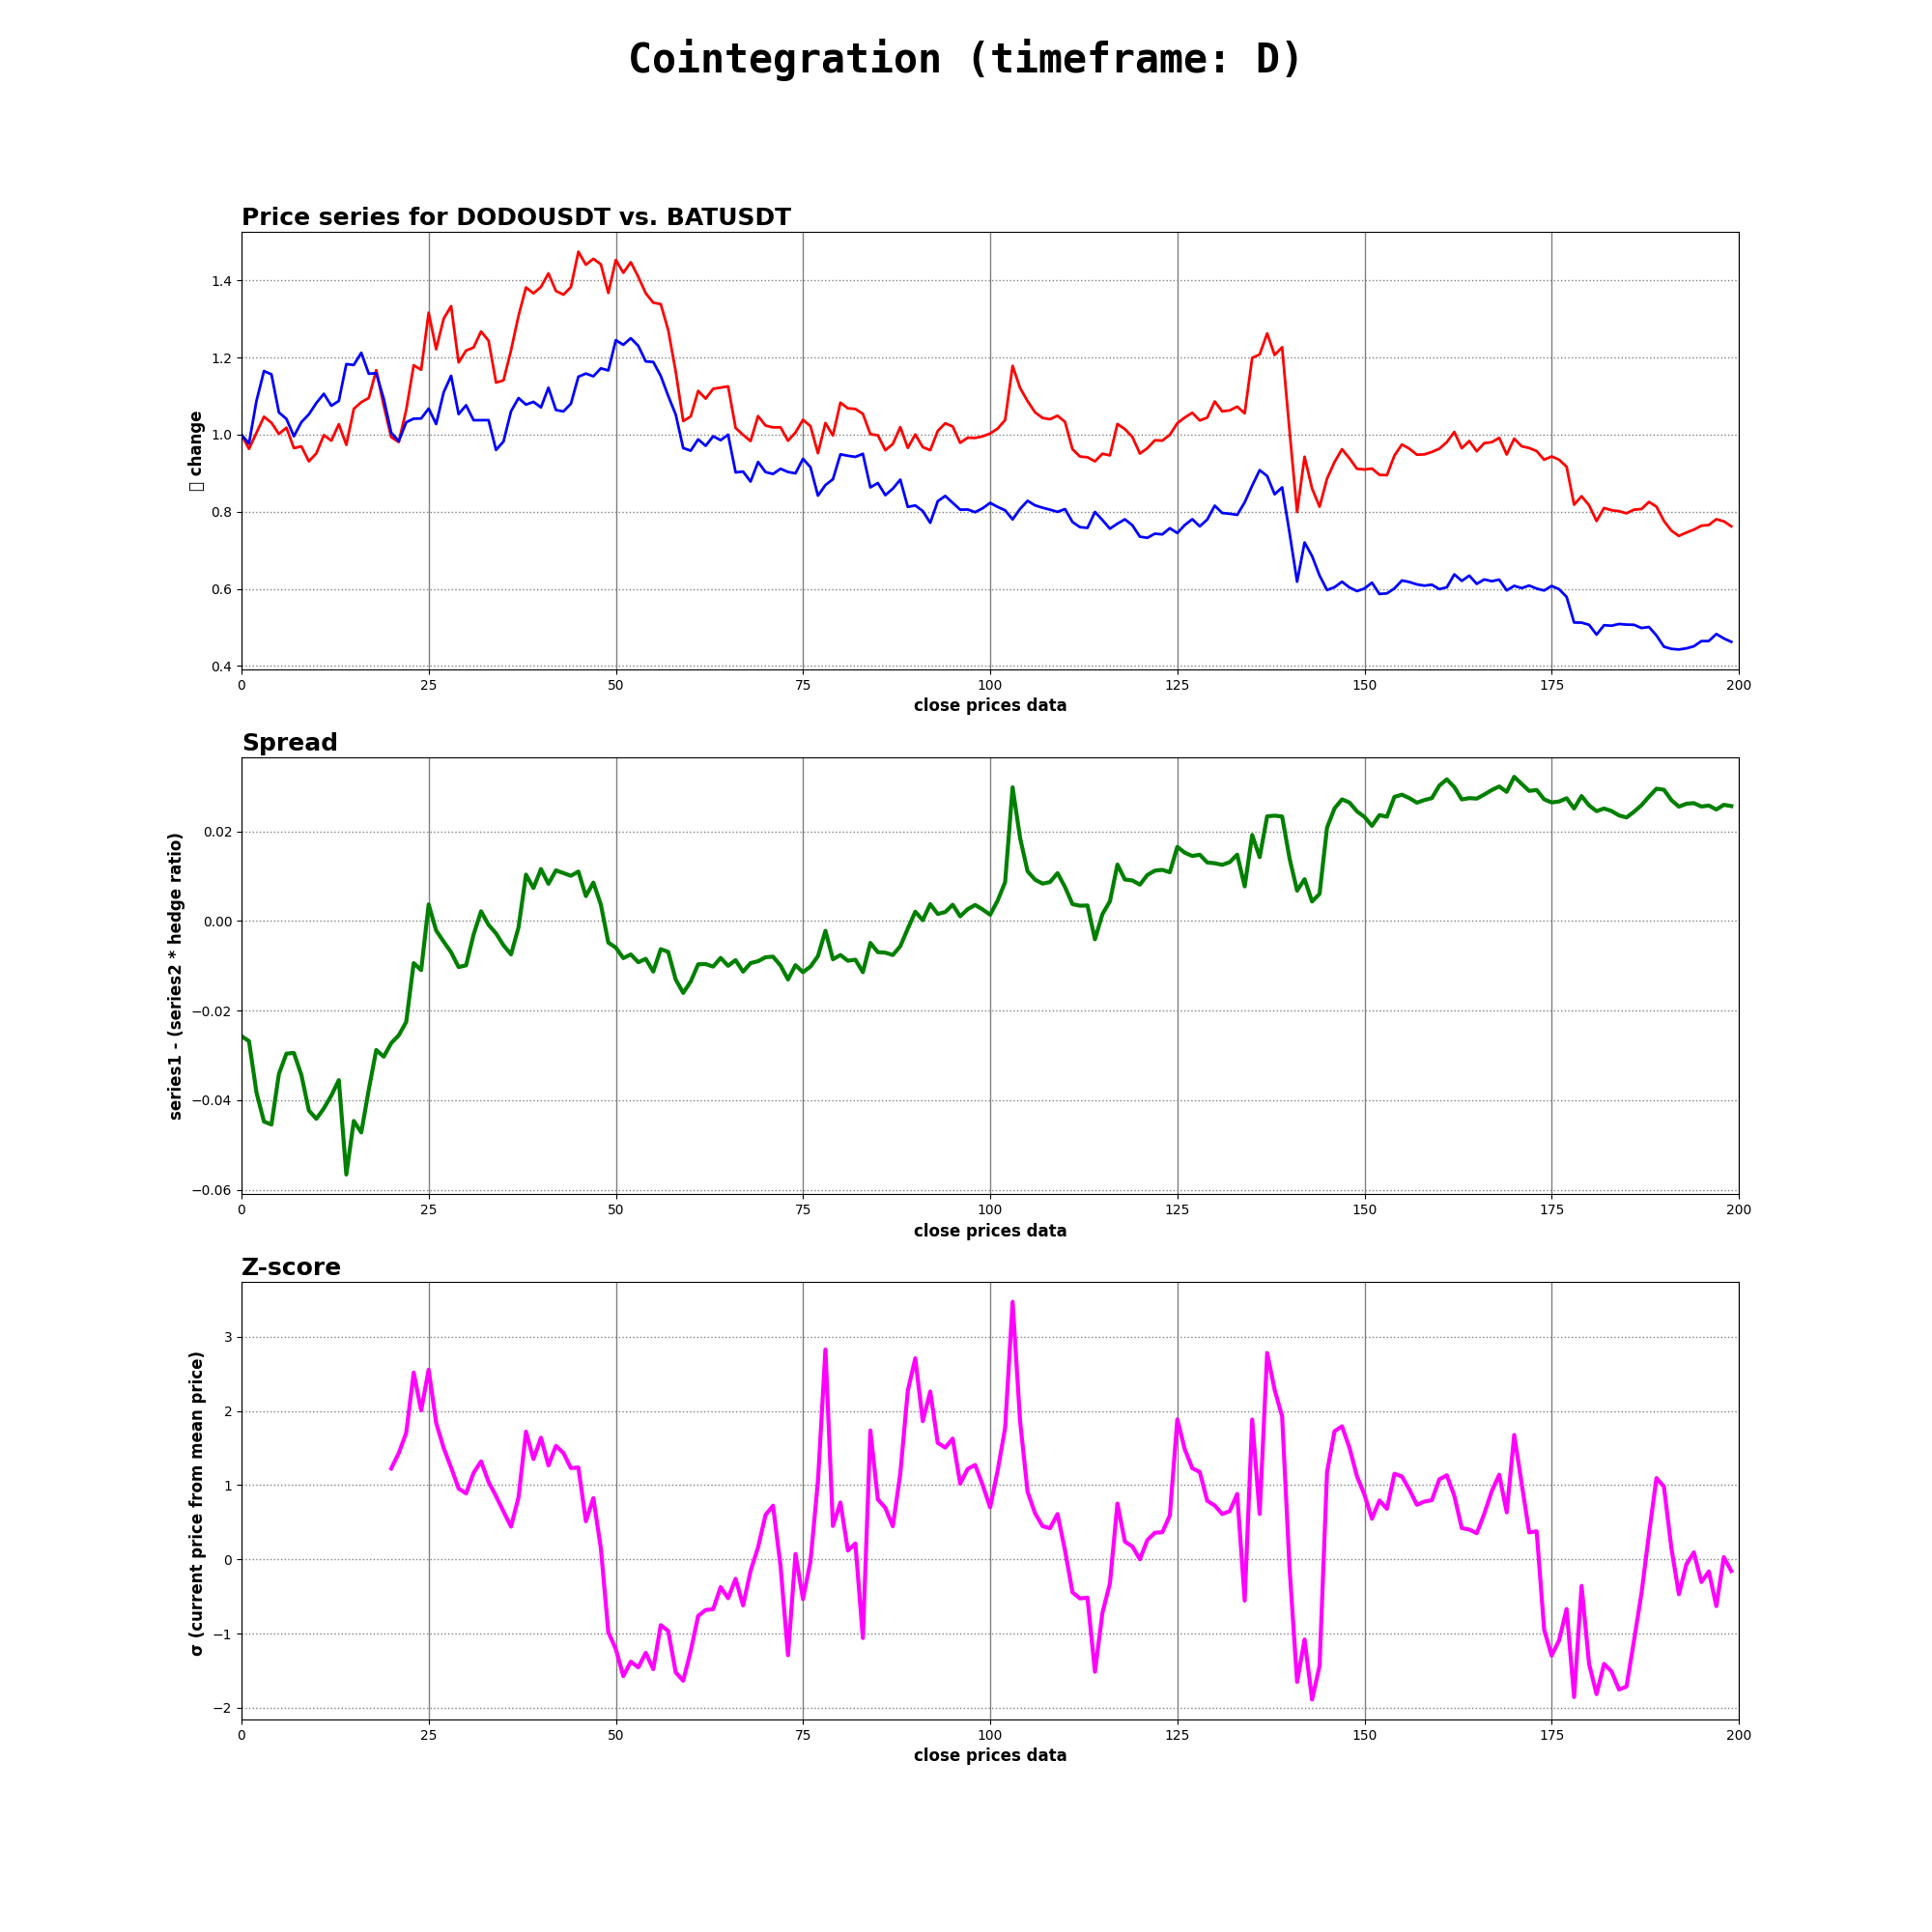 Cointegration (timeframe: D)
Price series for DODOUSDT vs. BATUSDT
change
1.4
1.2
1.0
0.8
0.6
0.4
0 25 50 75 100 125 150 175 200
close prices data
Spread
series1 - (series2 * hedge ratio)
0.02
0.00
−0.02
−0.04
−0.06
0 25 50 75 100 125 150 175 200
close prices data
Z-score
σ (current price from mean price)
3
2
1
0
−1
−2
0 25 50 75 100 125 150 175 200
close prices data